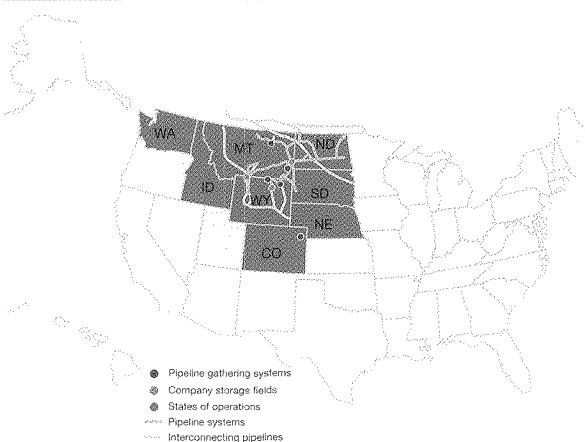 WA
MT
ND
ID
WY
SD
NE
CO
Pipeline gathering systems
Company storage fields
States of operations
Pipeline systems
Interconnecting pipelines